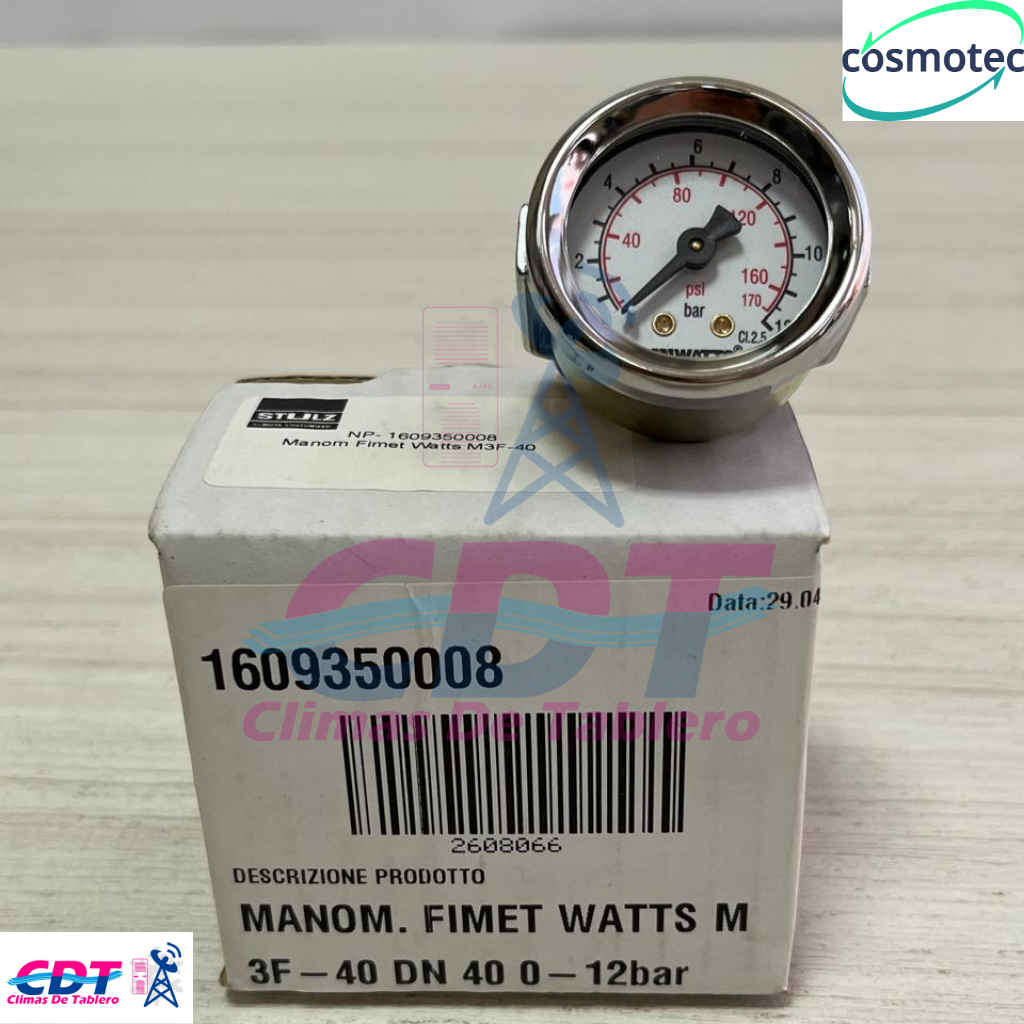 cosmotec
6
4
8
80
120
40
2
10
160
psi
170
bar
Cl.2,5
STULZ
NP- 1609350008
Manom Fimet Watts M3F-40
CDT
Climas De Tablero
Data:29.04
1609350008
2608066
DESCRIZIONE PRODOTTO
MANOM. FIMET WATTS M
3F – 40 DN 40 0 – 12bar
CDT
Climas De Tablero